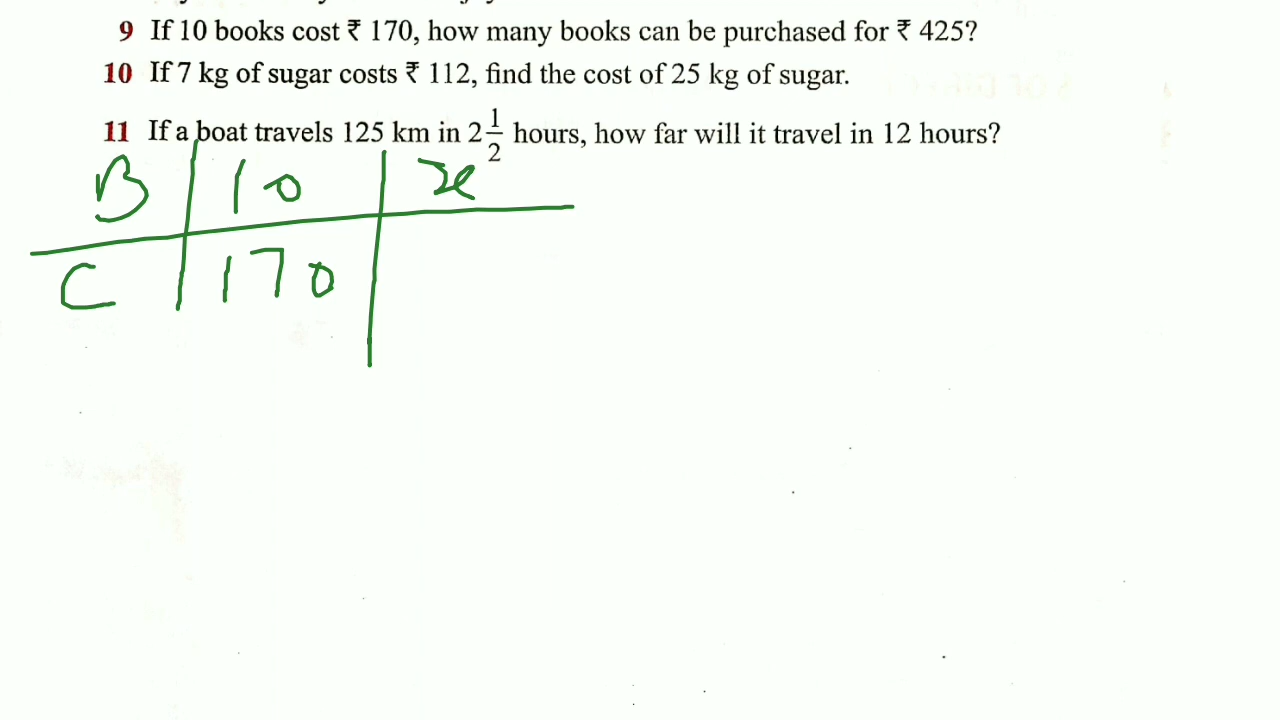 9 If 10 books cost ₹ 170, how many books can be purchased for ₹ 425?
10 If 7 kg of sugar costs ₹ 112, find the cost of 25 kg of sugar.
11 If a boat travels 125 km in 2 1/2 hours, how far will it travel in 12 hours?
B 10 x
C 170